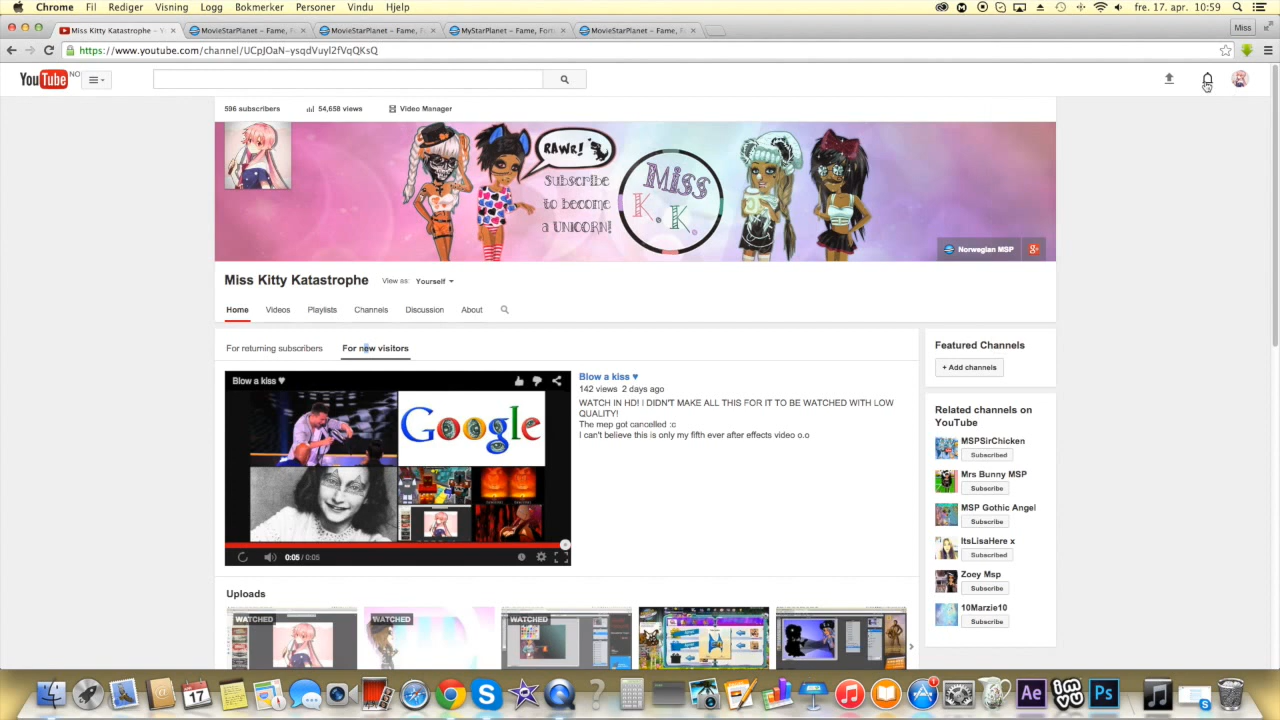 Chrome Fil Rediger Visning Logg Bokmerker Personer Vindu Hjelp fre. 17. apr. 10:59
Miss Kitty Katastrophe – Y MovieStarPlanet – Fame, F MovieStarPlanet – Fame, F MyStarPlanet – Fame, Fort MovieStarPlanet – Fame, F Miss
https://www.youtube.com/channel/UCpJOaN-ysqdVuyI2fVqQKsQ
YouTube NO
596 subscribers 54,658 views Video Manager
RAWR!
Subscribe
to become
a UNICORN!
Miss
K. K.
Norwegian MSP
Miss Kitty Katastrophe View as: Yourself
Home Videos Playlists Channels Discussion About
For returning subscribers For new visitors
Blow a kiss ♥
Google
0:05 / 0:05
Blow a kiss ♥
142 views 2 days ago
WATCH IN HD! I DIDN'T MAKE ALL THIS FOR IT TO BE WATCHED WITH LOW
QUALITY!
The mep got cancelled :c
I can't believe this is only my fifth ever after effects video o.o
Featured Channels
+ Add channels
Related channels on
YouTube
MSPSirChicken
Subscribed
Mrs Bunny MSP
Subscribe
MSP Gothic Angel
Subscribe
ItsLisaHere x
Subscribed
Zoey Msp
Subscribe
10Marzie10
Subscribe
Uploads
WATCHED WATCHED WATCHED
17 1 Ae Ps